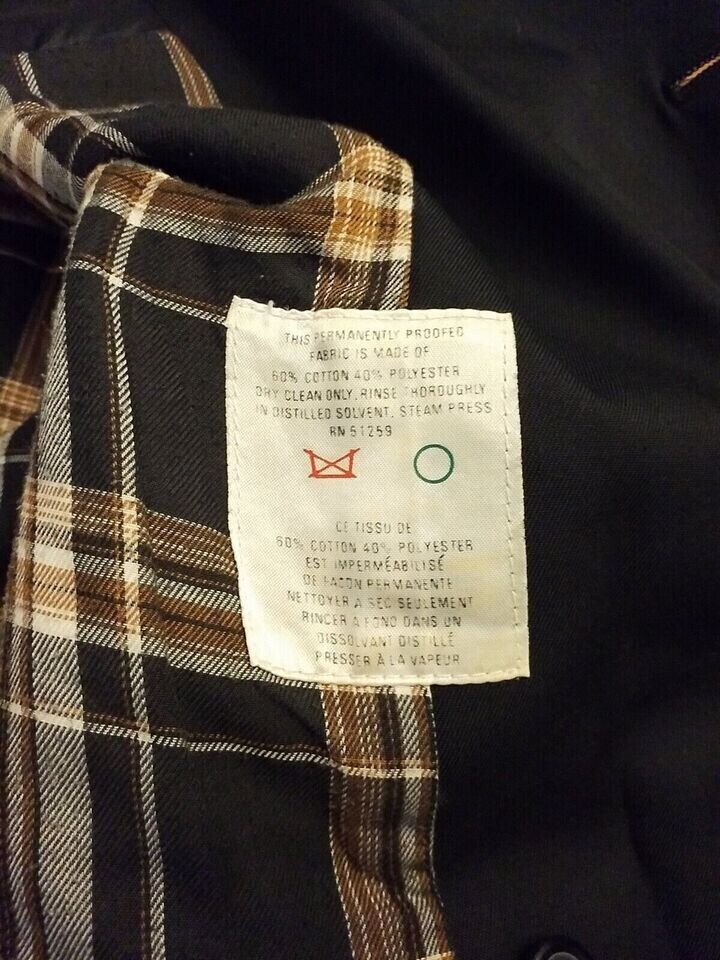 THIS PERMANENTLY PROOFED
FABRIC IS MADE OF
60% COTTON 40% POLYESTER
DRY CLEAN ONLY, RINSE THOROUGHLY
IN DISTILLED SOLVENT, STEAM PRESS
RN 51259
CE TISSU DE
60% COTTON 40% POLYESTER
EST IMPERMÉABILISÉ
DE FACON PERMANENTE
NETTOYER A SEC SEULEMENT
RINCER A FOND DANS UN
DISSOLVANT DISTILLÉ
PRESSER À LA VAPEUR